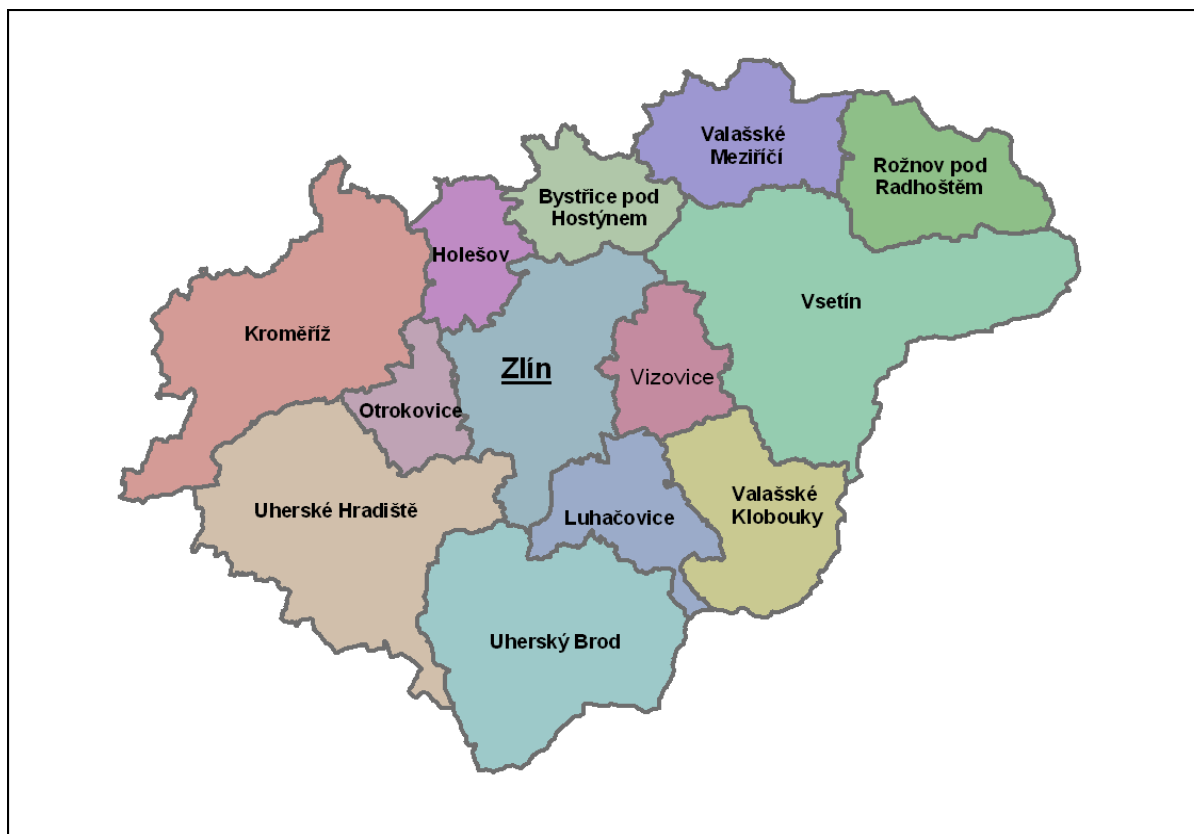 Valašské
Meziříčí
Rožnov pod
Radhoštěm
Bystřice pod
Hostýnem
Holešov
Vsetín
Kroměříž
Zlín
Vizovice
Otrokovice
Valašské
Klobouky
Uherské Hradiště
Luhačovice
Uherský Brod